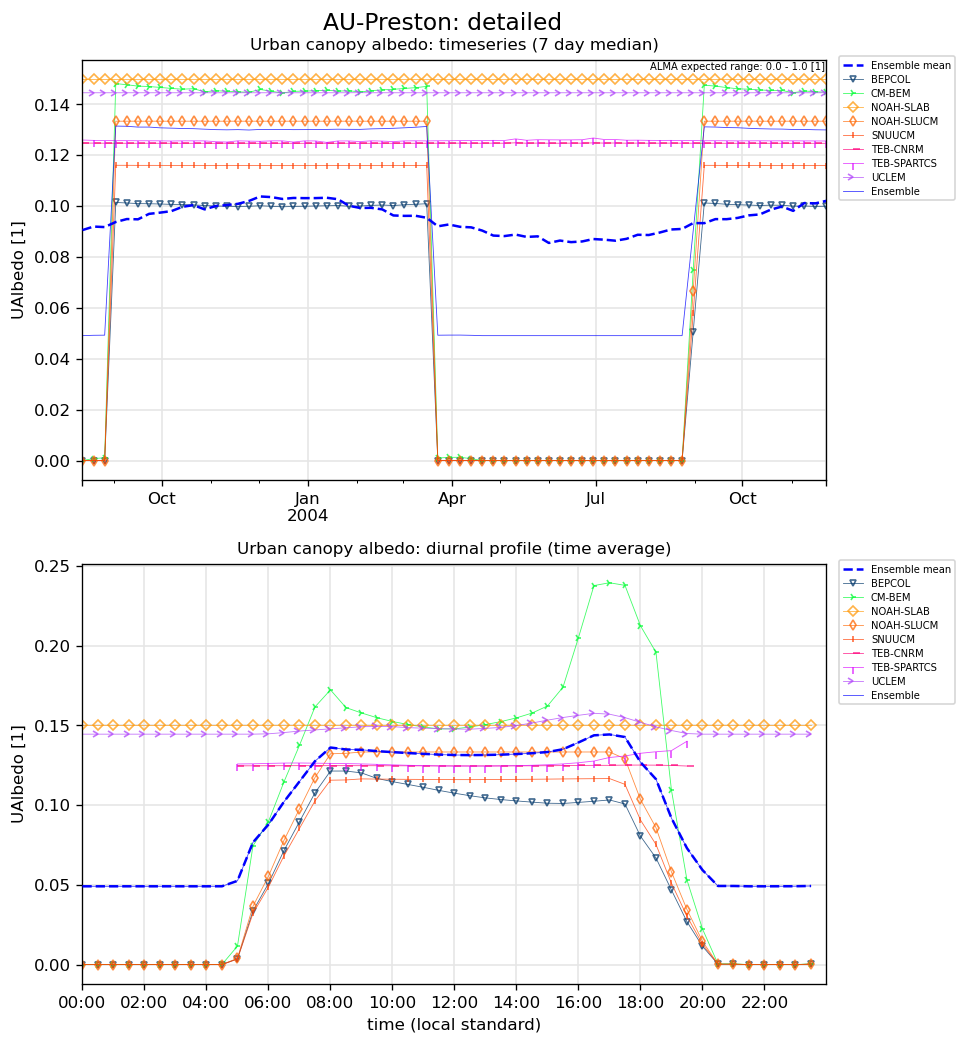 AU-Preston: detailed
Urban canopy albedo: timeseries (7 day median)
ALMA expected range: 0.0 - 1.0 [1]
UAlbedo [1]
0.14
0.12
0.10
0.08
0.06
0.04
0.02
0.00
Oct
Jan
2004
Apr
Jul
Oct
Ensemble mean
BEPCOL
CM-BEM
NOAH-SLAB
NOAH-SLUCM
SNUUCM
TEB-CNRM
TEB-SPARTCS
UCLEM
Ensemble
Urban canopy albedo: diurnal profile (time average)
UAlbedo [1]
0.25
0.20
0.15
0.10
0.05
0.00
00:00
02:00
04:00
06:00
08:00
10:00
12:00
14:00
16:00
18:00
20:00
22:00
time (local standard)
Ensemble mean
BEPCOL
CM-BEM
NOAH-SLAB
NOAH-SLUCM
SNUUCM
TEB-CNRM
TEB-SPARTCS
UCLEM
Ensemble